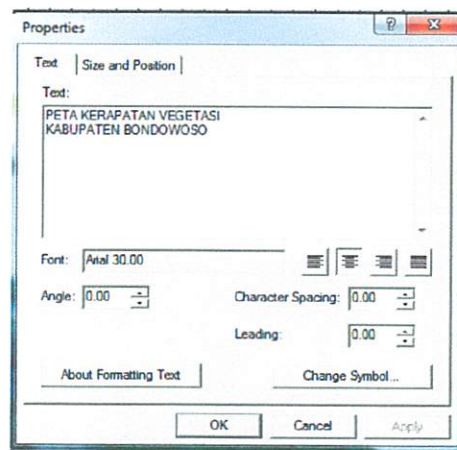 Properties
Text Size and Position
Text:
PETA KERAPATAN VEGETASI
KABUPATEN BONDOWOSO
Font: Arial 30.00
Angle: 0.00 Character Spacing: 0.00
Leading: 0.00
About Formatting Text Change Symbol...
OK Cancel Apply